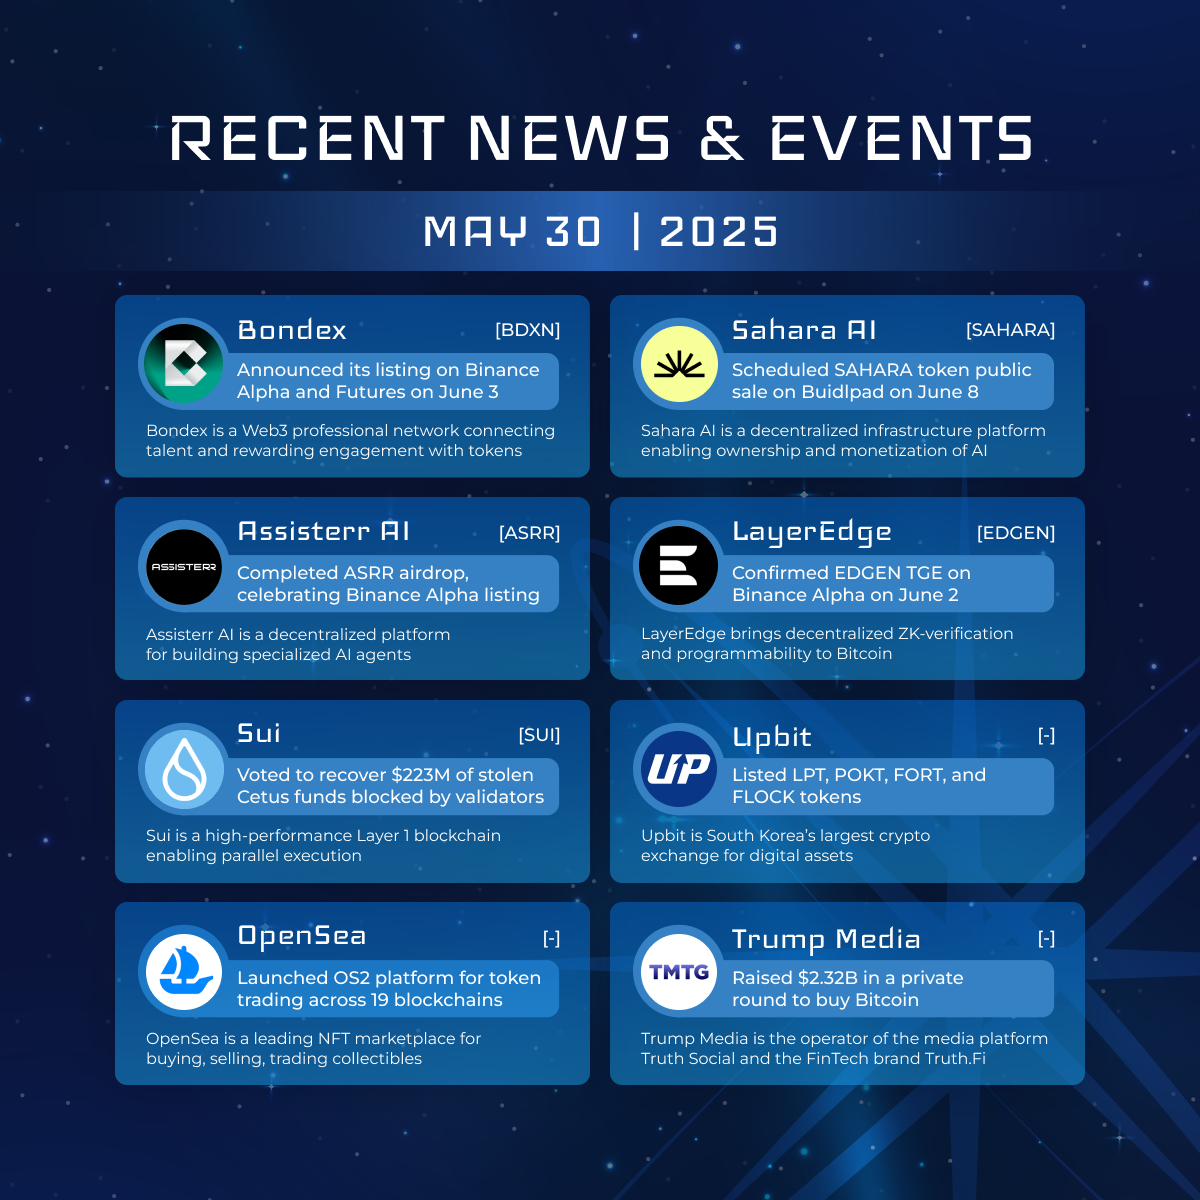 RECENT NEWS & EVENTS
MAY 30 | 2025
Bondex [BDXN]
Announced its listing on Binance
Alpha and Futures on June 3
Bondex is a Web3 professional network connecting
talent and rewarding engagement with tokens
Sahara AI [SAHARA]
Scheduled SAHARA token public
sale on Buidlpad on June 8
Sahara AI is a decentralized infrastructure platform
enabling ownership and monetization of AI
ASSISTERR
Assisterr AI [ASRR]
Completed ASRR airdrop,
celebrating Binance Alpha listing
Assisterr AI is a decentralized platform
for building specialized AI agents
LayerEdge [EDGEN]
Confirmed EDGEN TGE on
Binance Alpha on June 2
LayerEdge brings decentralized ZK-verification
and programmability to Bitcoin
Sui [SUI]
Voted to recover $223M of stolen
Cetus funds blocked by validators
Sui is a high-performance Layer 1 blockchain
enabling parallel execution
UP
Upbit [-]
Listed LPT, POKT, FORT, and
FLOCK tokens
Upbit is South Korea's largest crypto
exchange for digital assets
OpenSea [-]
Launched OS2 platform for token
trading across 19 blockchains
OpenSea is a leading NFT marketplace for
buying, selling, trading collectibles
TMTG
Trump Media [-]
Raised $2.32B in a private
round to buy Bitcoin
Trump Media is the operator of the media platform
Truth Social and the FinTech brand Truth.Fi